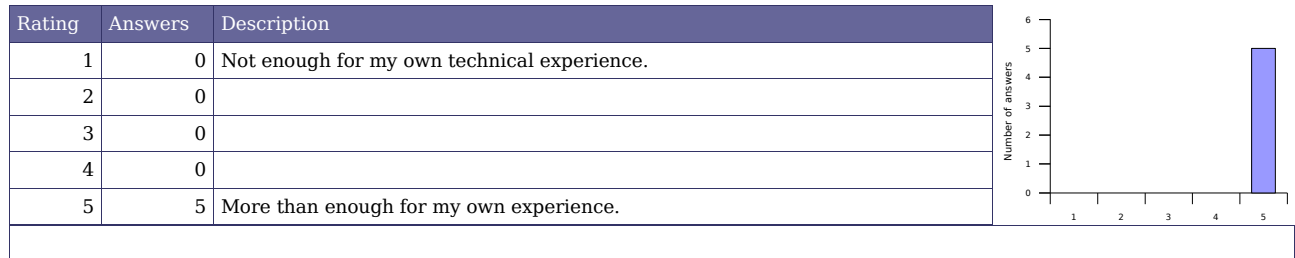 Rating Answers Description
1 0 Not enough for my own technical experience.
2 0
3 0
4 0
5 5 More than enough for my own experience.
Number of answers
6
5
4
3
2
1
0
1 2 3 4 5